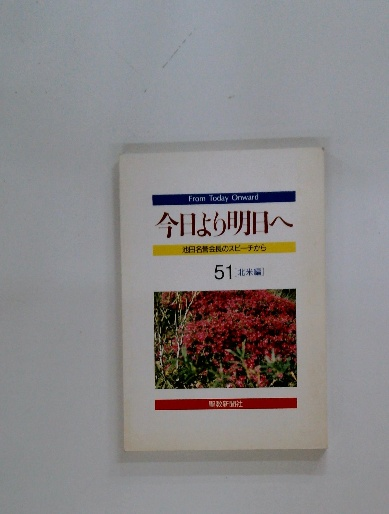 From Today Onward
今日より明日へ
池田名誉会長のスピーチから
51 [北米編]
聖教新聞社